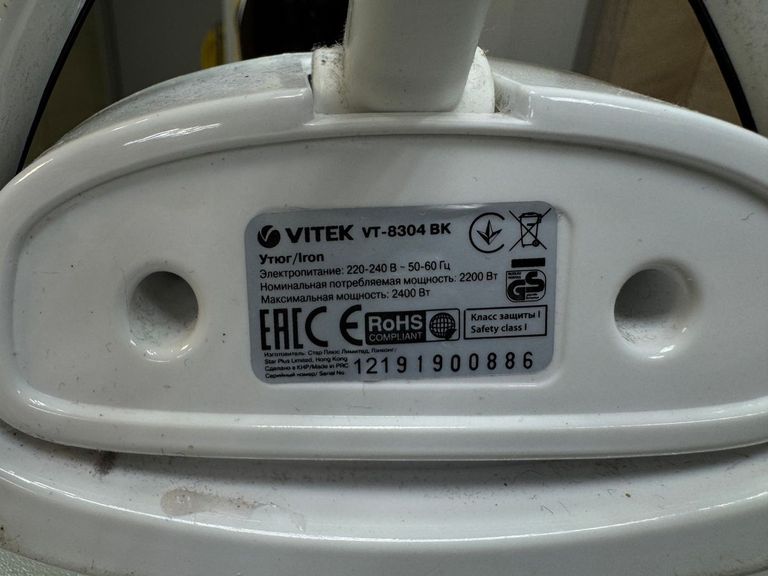 VITEK VT-8304 BK
Утюг/Iron
Электропитание: 220-240 В ~ 50-60 Гц
Номинальная потребляемая мощность: 2200 Вт
Максимальная мощность: 2400 Вт
GS
EAC CE RoHS
COMPLIANT
Класс защиты I
Safety class I
Изготовитель: Стар Плюс Лимитед, Гонконг/
Star Plus Limited, Hong Kong
Сделано в КНР/Made in PRC
Серийный номер/ Serial No.
12191900886